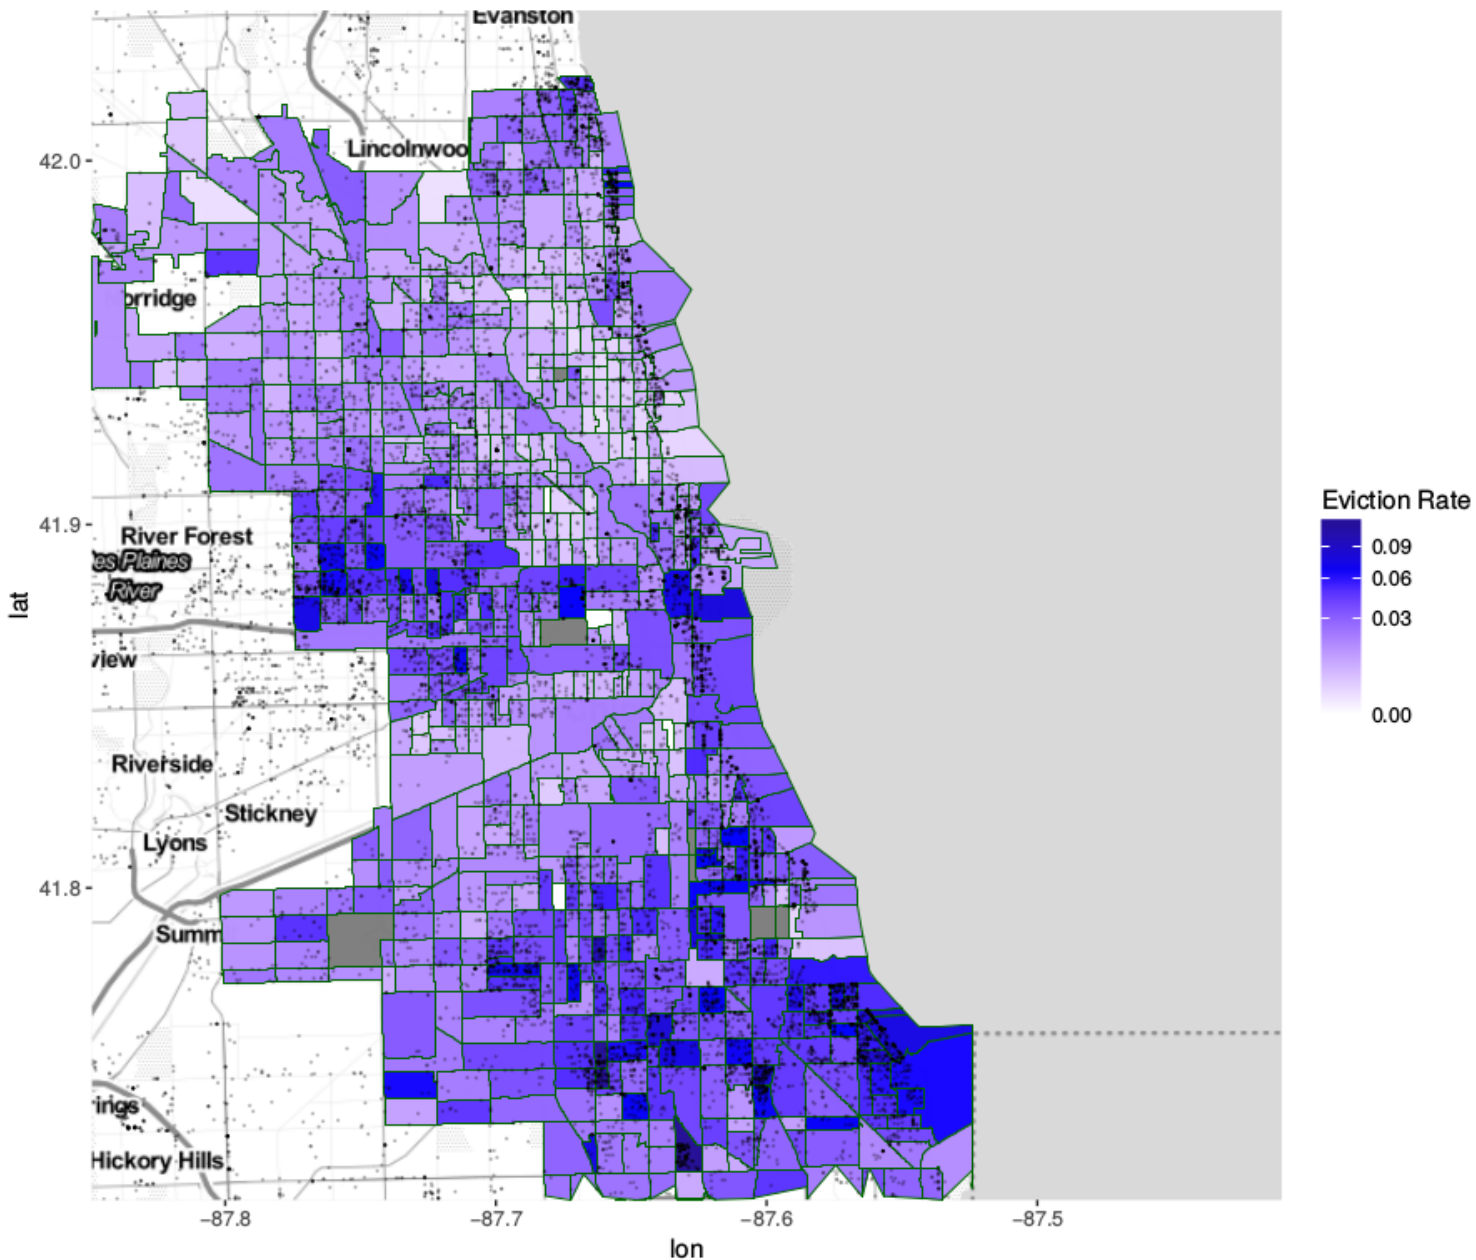 Evanston
Lincolnwoo
42.0
orridge
Eviction Rate
41.9
River Forest
0.09
es Plaines
River
0.06
lat
0.03
view
0.00
Riverside
Stickney
Lyons
41.8
Summ
ings
Hickory Hills
−87.8
−87.7
−87.6
−87.5
lon